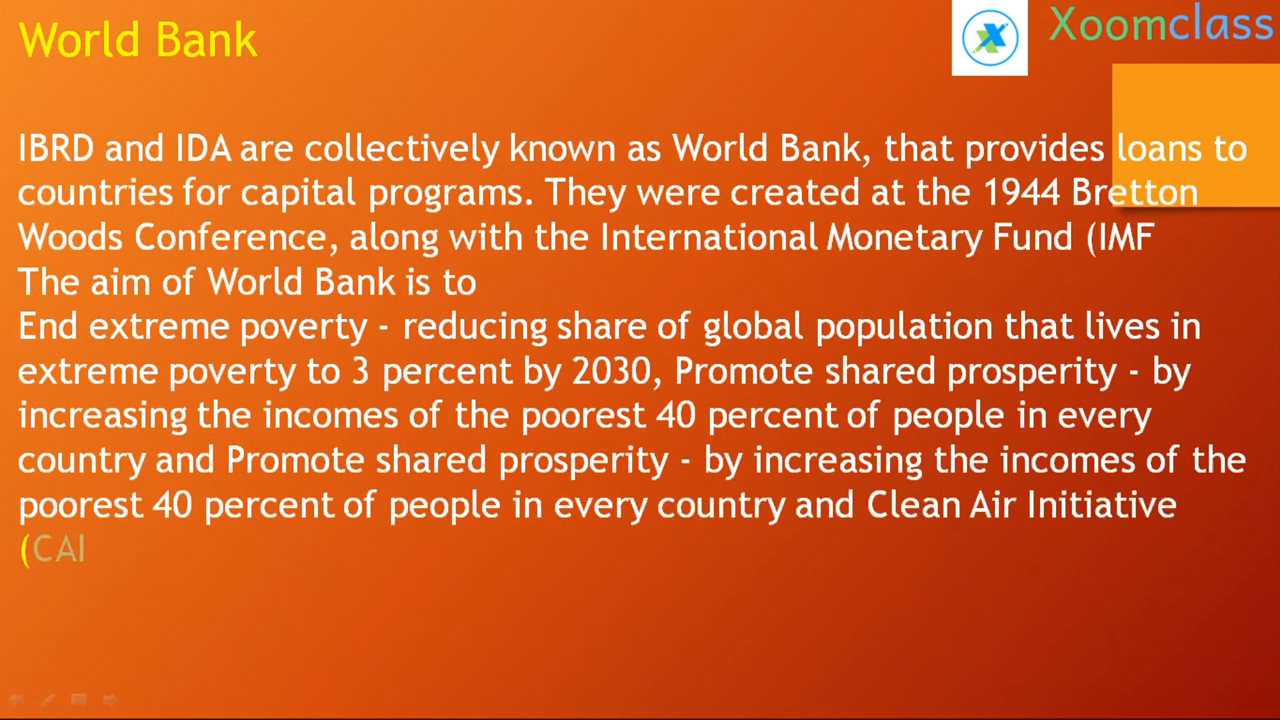 World Bank
Xoomclass
IBRD and IDA are collectively known as World Bank, that provides loans to
countries for capital programs. They were created at the 1944 Bretton
Woods Conference, along with the International Monetary Fund (IMF
The aim of World Bank is to
End extreme poverty - reducing share of global population that lives in
extreme poverty to 3 percent by 2030, Promote shared prosperity - by
increasing the incomes of the poorest 40 percent of people in every
country and Promote shared prosperity - by increasing the incomes of the
poorest 40 percent of people in every country and Clean Air Initiative
(CAI